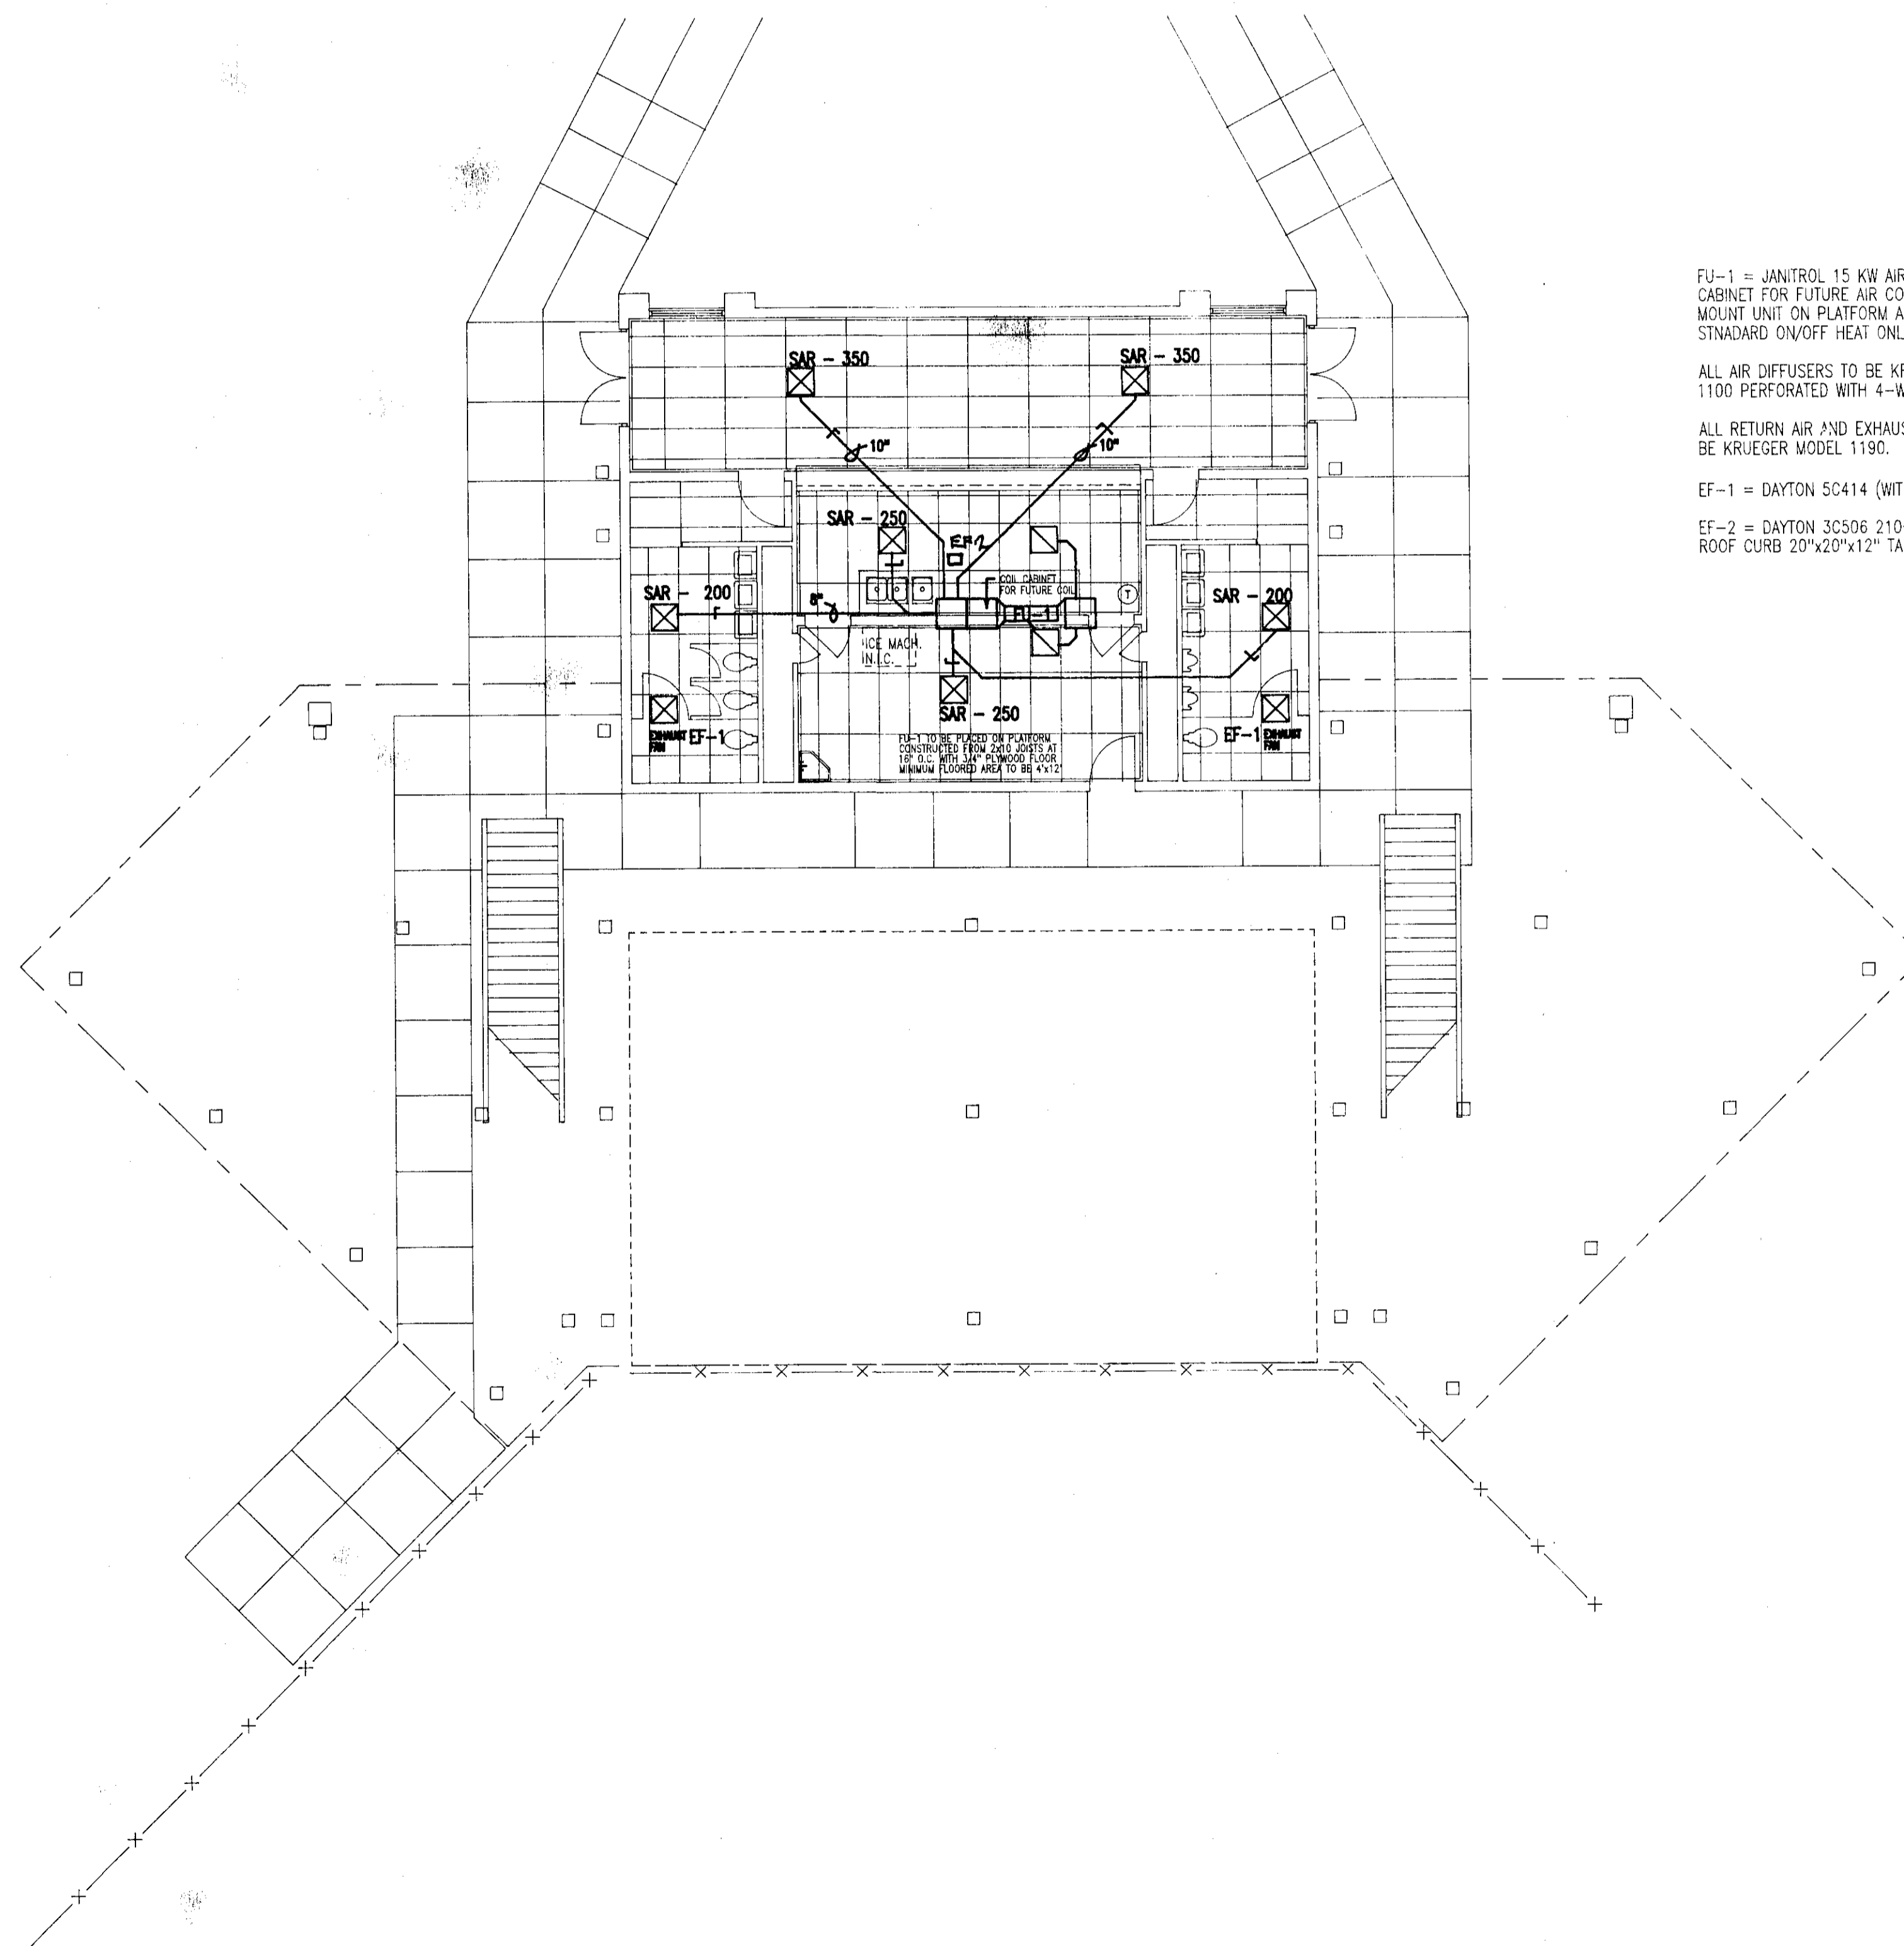 FU-1 = JANITROL 15 KW AIR
CABINET FOR FUTURE AIR CO
MOUNT UNIT ON PLATFORM A
STNADARD ON/OFF HEAT ONL
ALL AIR DIFFUSERS TO BE KR
1100 PERFORATED WITH 4-W
ALL RETURN AIR AND EXHAUS
BE KRUEGER MODEL 1190.
EF-1 = DAYTON 5C414 (WIT
EF-2 = DAYTON 3C506 210
ROOF CURB 20"x20"x12" TA
SAR - 350
SAR - 350
10"
10"
SAR - 250
EF-2
COIL CABINET
FOR FUTURE COIL
FU-1
T
SAR - 200
8"
SAR - 200
ICE MACH.
N.I.C.
SAR - 250
EXHAUST
FAN
EF-1
EF-1
EXHAUST
FAN
FU-1 TO BE PLACED ON PLATFORM
CONSTRUCTED FROM 2x10 JOISTS AT
16" O.C. WITH 3/4" PLYWOOD FLOOR
MINIMUM FLOORED AREA TO BE 4'x12'